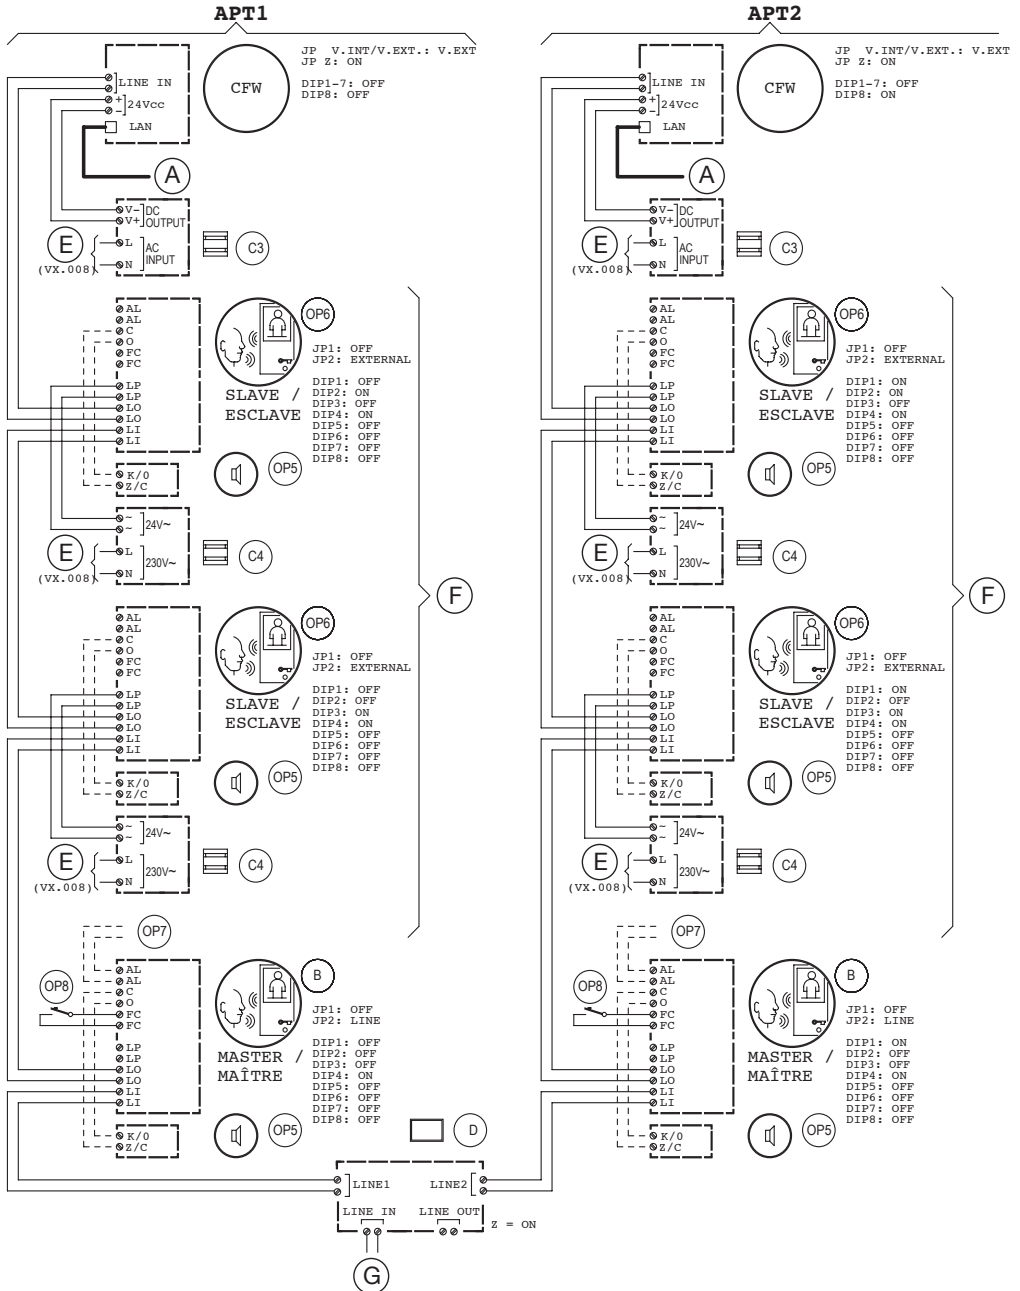 APT1
LINE IN
+
24Vcc
-
LAN
CFW
JP V.INT/V.EXT.: V.EXT
JP Z: ON
DIP1-7: OFF
DIP8: OFF
A
V- DC
V+ OUTPUT
E
(VX.008)
L AC
INPUT
N
C3
AL
AL
C
O
FC
FC
LP
LP
LO
LO
LI
LI
OP6
JP1: OFF
JP2: EXTERNAL
SLAVE /
ESCLAVE
DIP1: OFF
DIP2: ON
DIP3: OFF
DIP4: ON
DIP5: OFF
DIP6: OFF
DIP7: OFF
DIP8: OFF
K/0
Z/C
OP5
~
~
24V~
E
(VX.008)
L
N
230V~
C4
F
AL
AL
C
O
FC
FC
LP
LP
LO
LO
LI
LI
OP6
JP1: OFF
JP2: EXTERNAL
SLAVE /
ESCLAVE
DIP1: OFF
DIP2: OFF
DIP3: ON
DIP4: ON
DIP5: OFF
DIP6: OFF
DIP7: OFF
DIP8: OFF
K/0
Z/C
OP5
~
~
24V~
E
(VX.008)
L
N
230V~
C4
OP7
OP8
AL
AL
C
O
FC
FC
LP
LP
LO
LO
LI
LI
B
JP1: OFF
JP2: LINE
MASTER /
MAÎTRE
DIP1: OFF
DIP2: OFF
DIP3: OFF
DIP4: ON
DIP5: OFF
DIP6: OFF
DIP7: OFF
DIP8: OFF
K/0
Z/C
OP5
APT2
LINE IN
+
24Vcc
-
LAN
CFW
JP V.INT/V.EXT.: V.EXT
JP Z: ON
DIP1-7: OFF
DIP8: ON
A
V- DC
V+ OUTPUT
E
(VX.008)
L AC
INPUT
N
C3
AL
AL
C
O
FC
FC
LP
LP
LO
LO
LI
LI
OP6
JP1: OFF
JP2: EXTERNAL
SLAVE /
ESCLAVE
DIP1: ON
DIP2: ON
DIP3: OFF
DIP4: ON
DIP5: OFF
DIP6: OFF
DIP7: OFF
DIP8: OFF
K/0
Z/C
OP5
~
~
24V~
E
(VX.008)
L
N
230V~
C4
F
AL
AL
C
O
FC
FC
LP
LP
LO
LO
LI
LI
OP6
JP1: OFF
JP2: EXTERNAL
SLAVE /
ESCLAVE
DIP1: ON
DIP2: OFF
DIP3: ON
DIP4: ON
DIP5: OFF
DIP6: OFF
DIP7: OFF
DIP8: OFF
K/0
Z/C
OP5
~
~
24V~
E
(VX.008)
L
N
230V~
C4
OP7
OP8
AL
AL
C
O
FC
FC
LP
LP
LO
LO
LI
LI
B
JP1: OFF
JP2: LINE
MASTER /
MAÎTRE
DIP1: ON
DIP2: OFF
DIP3: OFF
DIP4: ON
DIP5: OFF
DIP6: OFF
DIP7: OFF
DIP8: OFF
K/0
Z/C
OP5
D
LINE1 LINE2
LINE IN LINE OUT
Z = ON
G